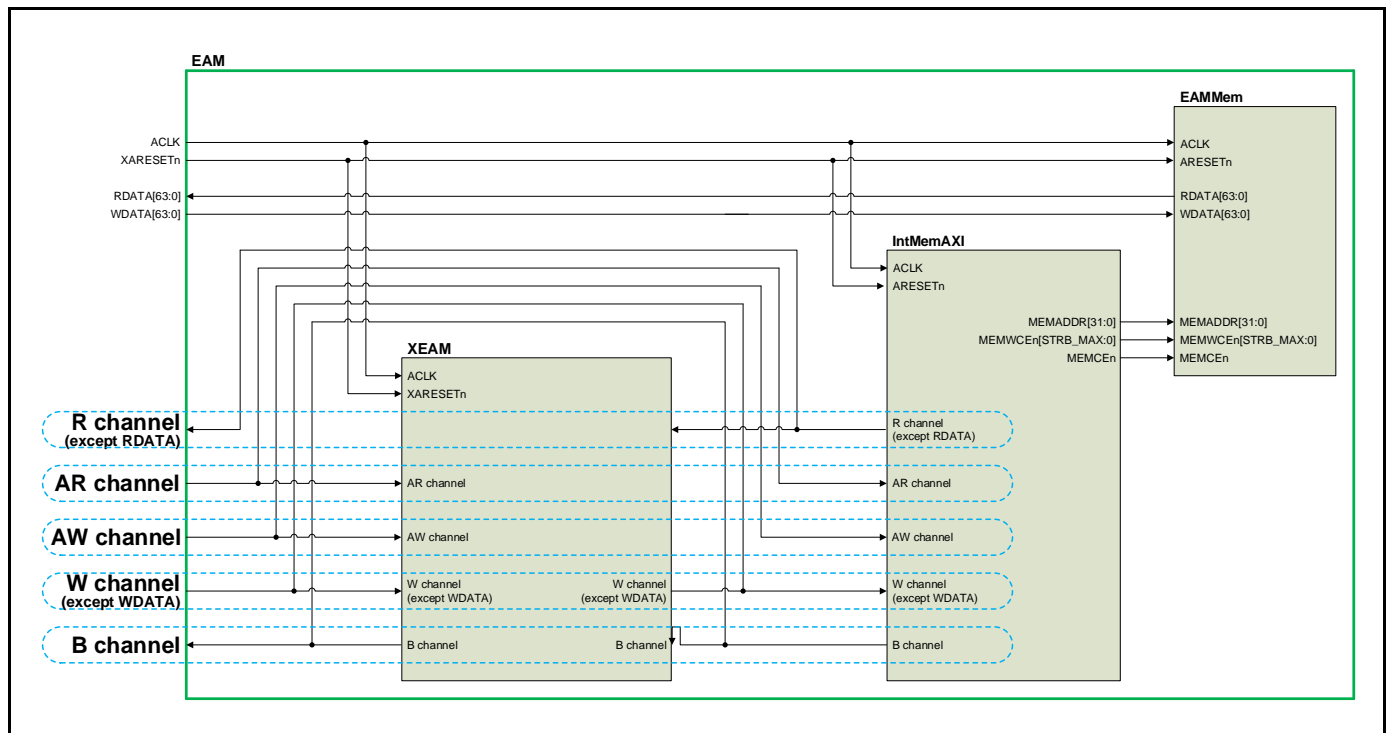 EAM
ACLK
XARESETn
RDATA[63:0]
WDATA[63:0]
EAMMem
ACLK
ARESETn
RDATA[63:0]
WDATA[63:0]
MEMADDR[31:0]
MEMWCEn[STRB_MAX:0]
MEMCEn
IntMemAXI
ACLK
ARESETn
MEMADDR[31:0]
MEMWCEn[STRB_MAX:0]
MEMCEn
R channel
(except RDATA)
AR channel
AW channel
W channel
(except WDATA)
B channel
XEAM
ACLK
XARESETn
AR channel
AW channel
W channel
(except WDATA)
B channel
W channel
(except WDATA)
B channel
R channel
(except RDATA)
AR channel
AW channel
W channel
(except WDATA)
B channel